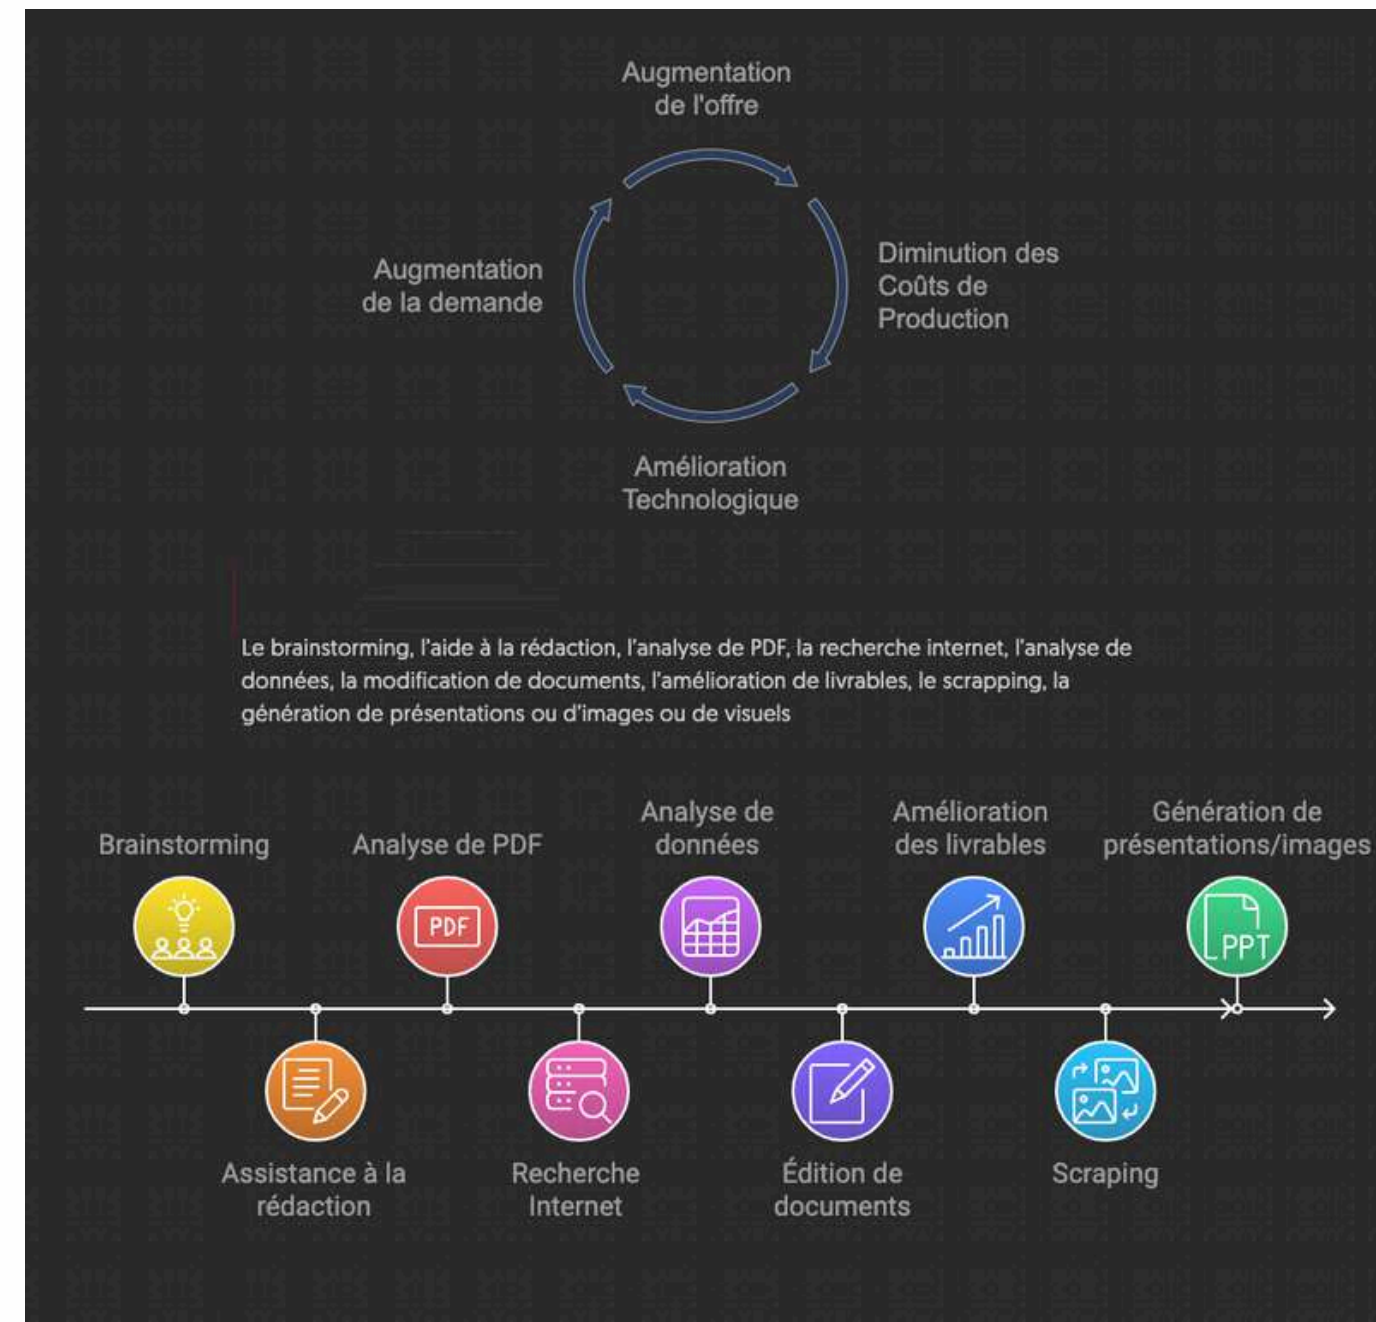 Augmentation
de l'offre
Augmentation
de la demande
Diminution des
Coûts de
Production
Amélioration
Technologique
Le brainstorming, l'aide à la rédaction, l'analyse de PDF, la recherche internet, l'analyse de
données, la modification de documents, l'amélioration de livrables, le scrapping, la
génération de présentations ou d'images ou de visuels
Brainstorming
Analyse de PDF
Analyse de
données
Amélioration
des livrables
Génération de
présentations/images
PDF
PPT
Assistance à la
rédaction
Recherche
Internet
Édition de
documents
Scraping